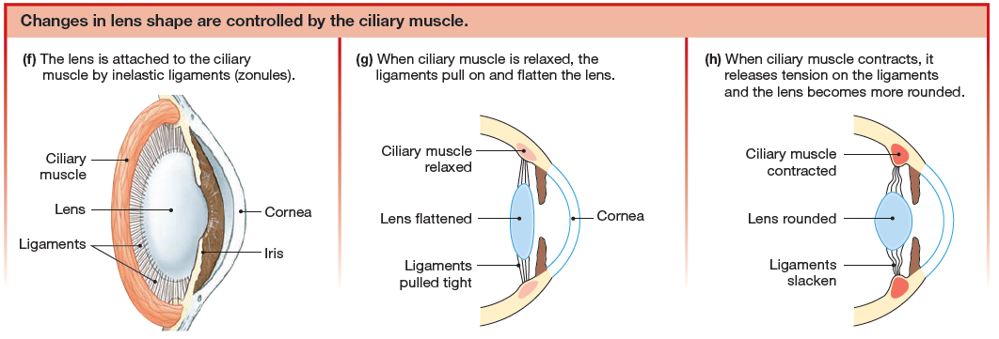 Changes in lens shape are controlled by the ciliary muscle.
(f) The lens is attached to the ciliary
muscle by inelastic ligaments (zonules).
Ciliary
muscle
Lens
Ligaments
Cornea
Iris
(g) When ciliary muscle is relaxed, the
ligaments pull on and flatten the lens.
Ciliary muscle
relaxed
Lens flattened
Cornea
Ligaments
pulled tight
(h) When ciliary muscle contracts, it
releases tension on the ligaments
and the lens becomes more rounded.
Ciliary muscle
contracted
Lens rounded
Ligaments
slacken